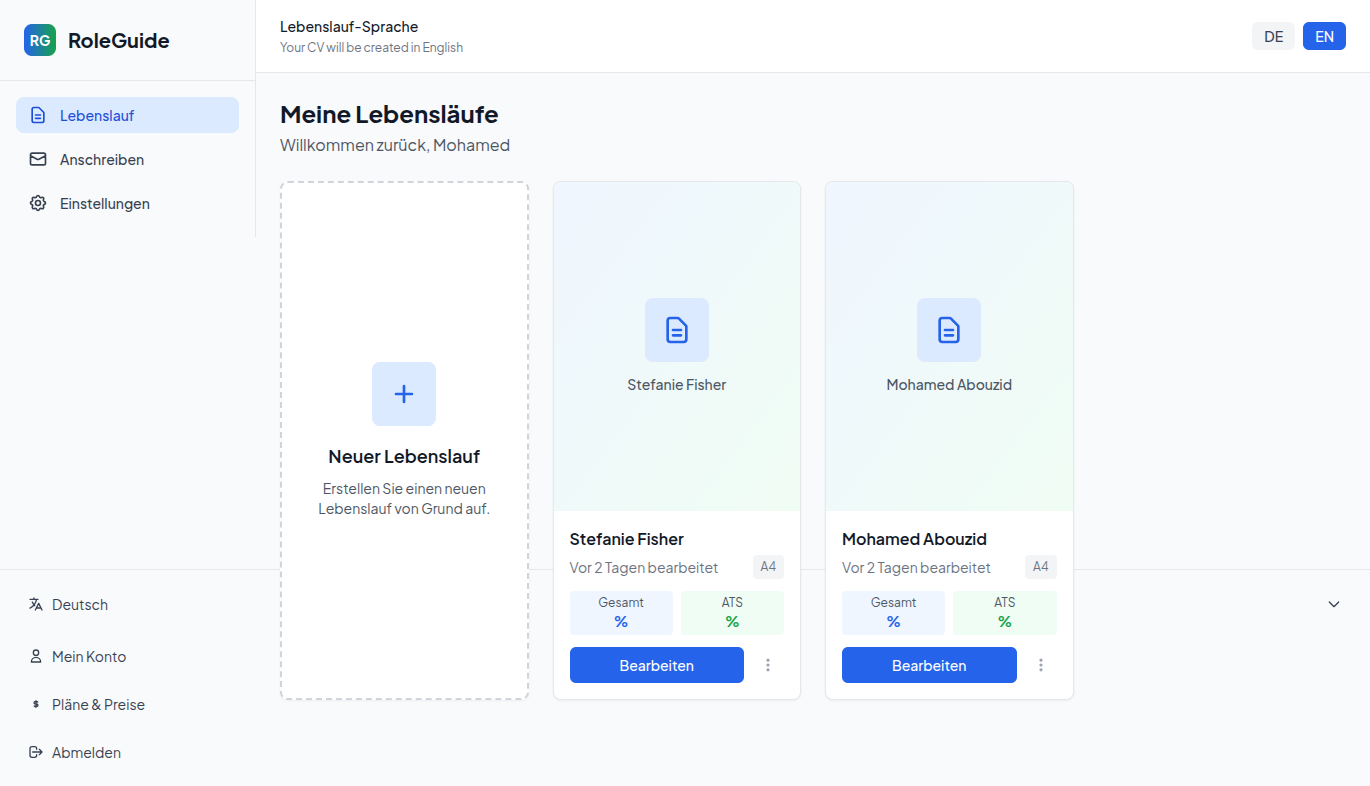 RG RoleGuide
Lebenslauf
Anschreiben
Einstellungen
Lebenslauf-Sprache
Your CV will be created in English
DE EN
Meine Lebensläufe
Willkommen zurück, Mohamed
Neuer Lebenslauf
Erstellen Sie einen neuen
Lebenslauf von Grund auf.
Stefanie Fisher
Stefanie Fisher
Vor 2 Tagen bearbeitet A4
Gesamt ATS
% %
Bearbeiten
Mohamed Abouzid
Mohamed Abouzid
Vor 2 Tagen bearbeitet A4
Gesamt ATS
% %
Bearbeiten
Deutsch
Mein Konto
$ Pläne & Preise
Abmelden